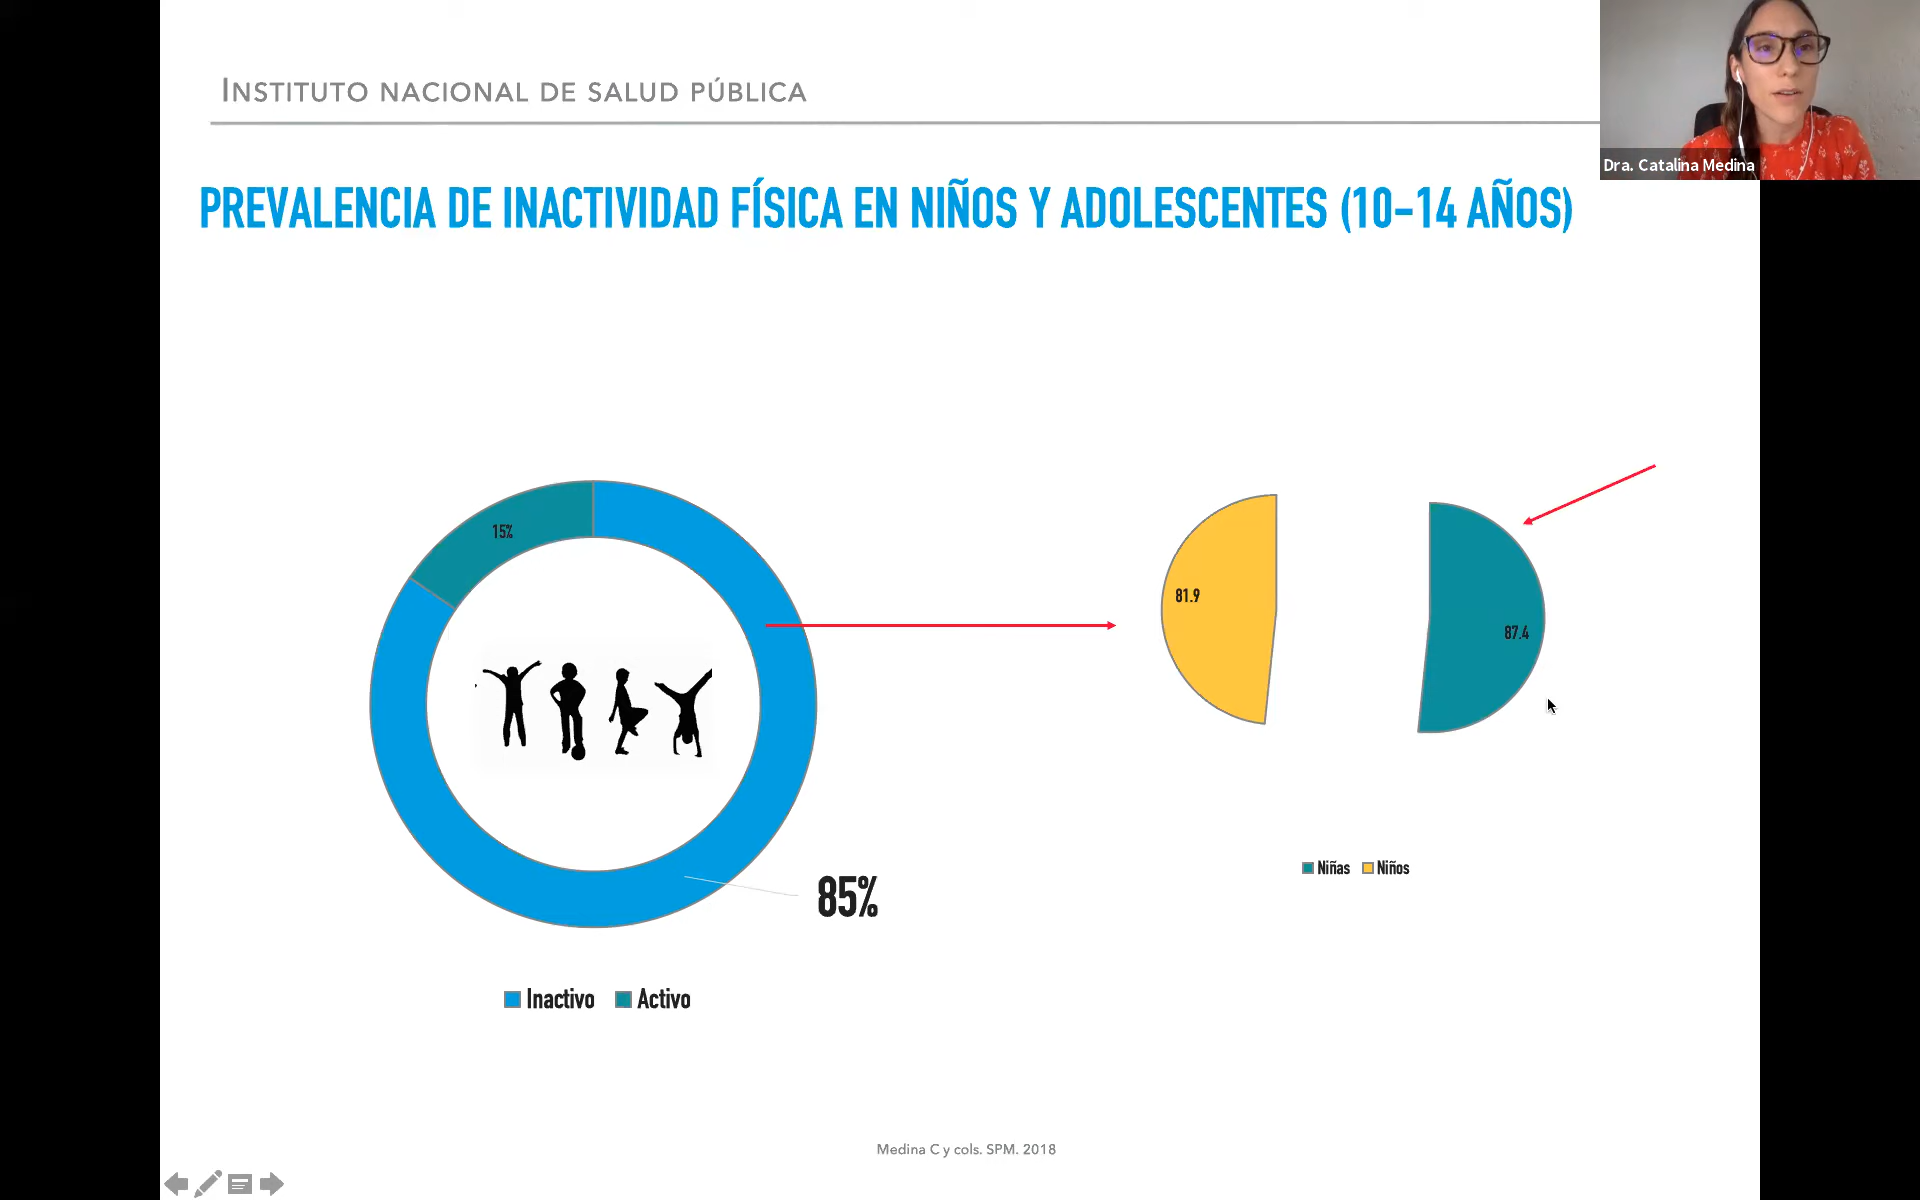 INSTITUTO NACIONAL DE SALUD PÚBLICA
Dra. Catalina Medina
PREVALENCIA DE INACTIVIDAD FÍSICA EN NIÑOS Y ADOLESCENTES (10-14 AÑOS)
15%
81.9
87.4
85%
Niñas Niños
Inactivo Activo
Medina C y cols. SPM. 2018